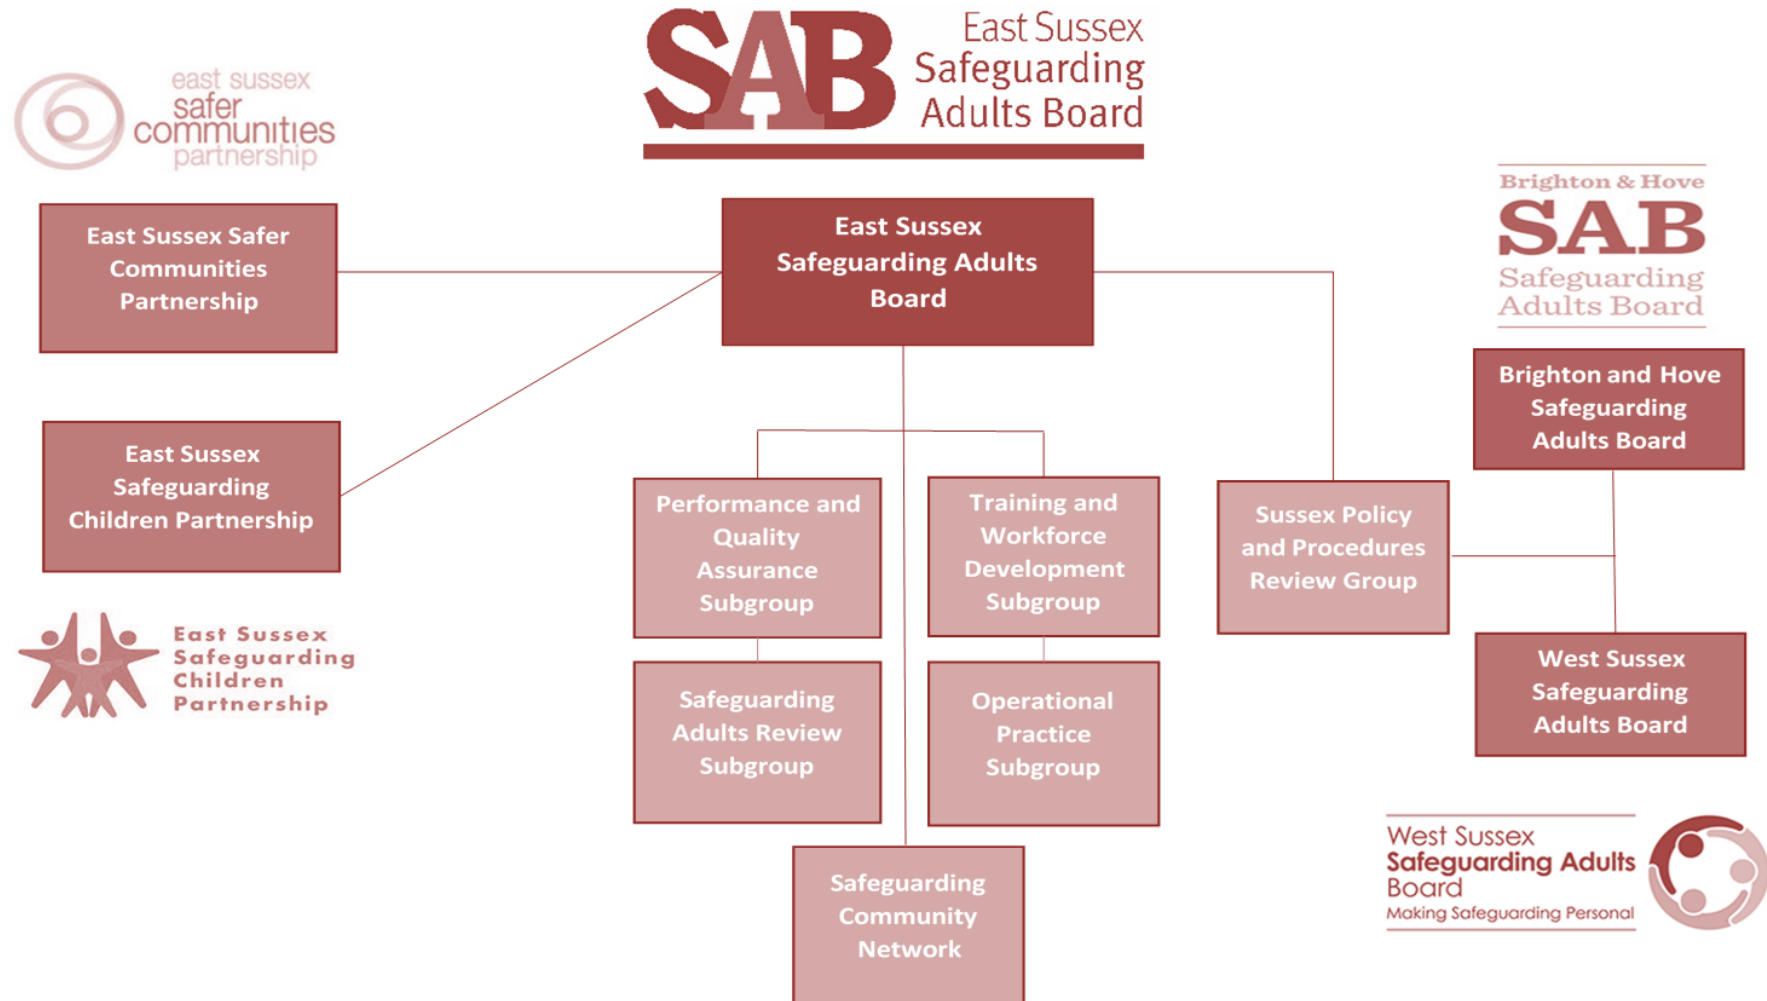 SAB
East Sussex
Safeguarding
Adults Board
east sussex
safer
communities
partnership
Brighton & Hove
SAB
Safeguarding
Adults Board
East Sussex Safer
Communities
Partnership
East Sussex
Safeguarding Adults
Board
Brighton and Hove
Safeguarding
Adults Board
East Sussex
Safeguarding
Children Partnership
Performance and
Quality
Assurance
Subgroup
Training and
Workforce
Development
Subgroup
Sussex Policy
and Procedures
Review Group
East Sussex
Safeguarding
Children
Partnership
Safeguarding
Adults Review
Subgroup
Operational
Practice
Subgroup
West Sussex
Safeguarding
Adults Board
Safeguarding
Community
Network
West Sussex
Safeguarding Adults
Board
Making Safeguarding Personal